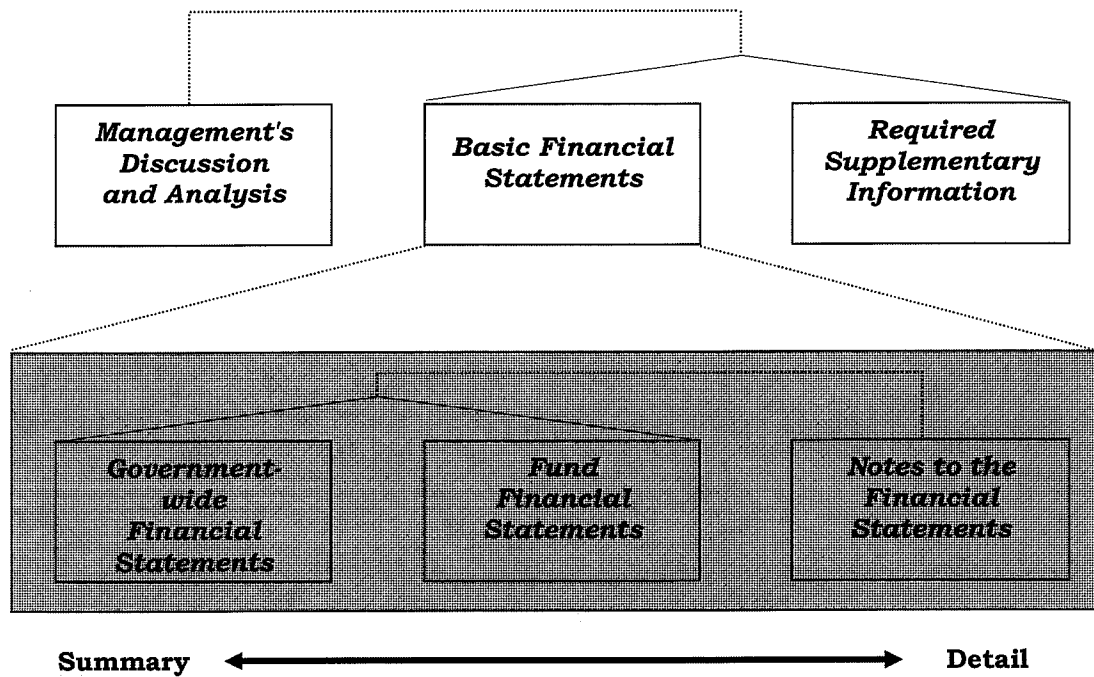 Management's
Discussion
and Analysis
Basic Financial
Statements
Required
Supplementary
Information
Government-
wide
Financial
Statements
Fund
Financial
Statements
Notes to the
Financial
Statements
Summary
Detail